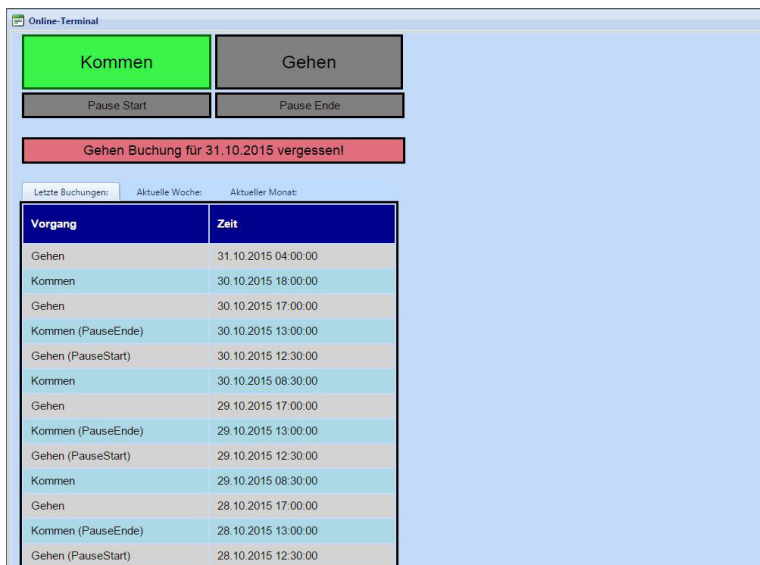 Online-Terminal
Kommen Gehen
Pause Start Pause Ende
Gehen Buchung für 31.10.2015 vergessen!
Letzte Buchungen: Aktuelle Woche: Aktueller Monat:
Vorgang Zeit
Gehen 31.10.2015 04:00:00
Kommen 30.10.2015 18:00:00
Gehen 30.10.2015 17:00:00
Kommen (PauseEnde) 30.10.2015 13:00:00
Gehen (PauseStart) 30.10.2015 12:30:00
Kommen 30.10.2015 08:30:00
Gehen 29.10.2015 17:00:00
Kommen (PauseEnde) 29.10.2015 13:00:00
Gehen (PauseStart) 29.10.2015 12:30:00
Kommen 29.10.2015 08:30:00
Gehen 28.10.2015 17:00:00
Kommen (PauseEnde) 28.10.2015 13:00:00
Gehen (PauseStart) 28.10.2015 12:30:00